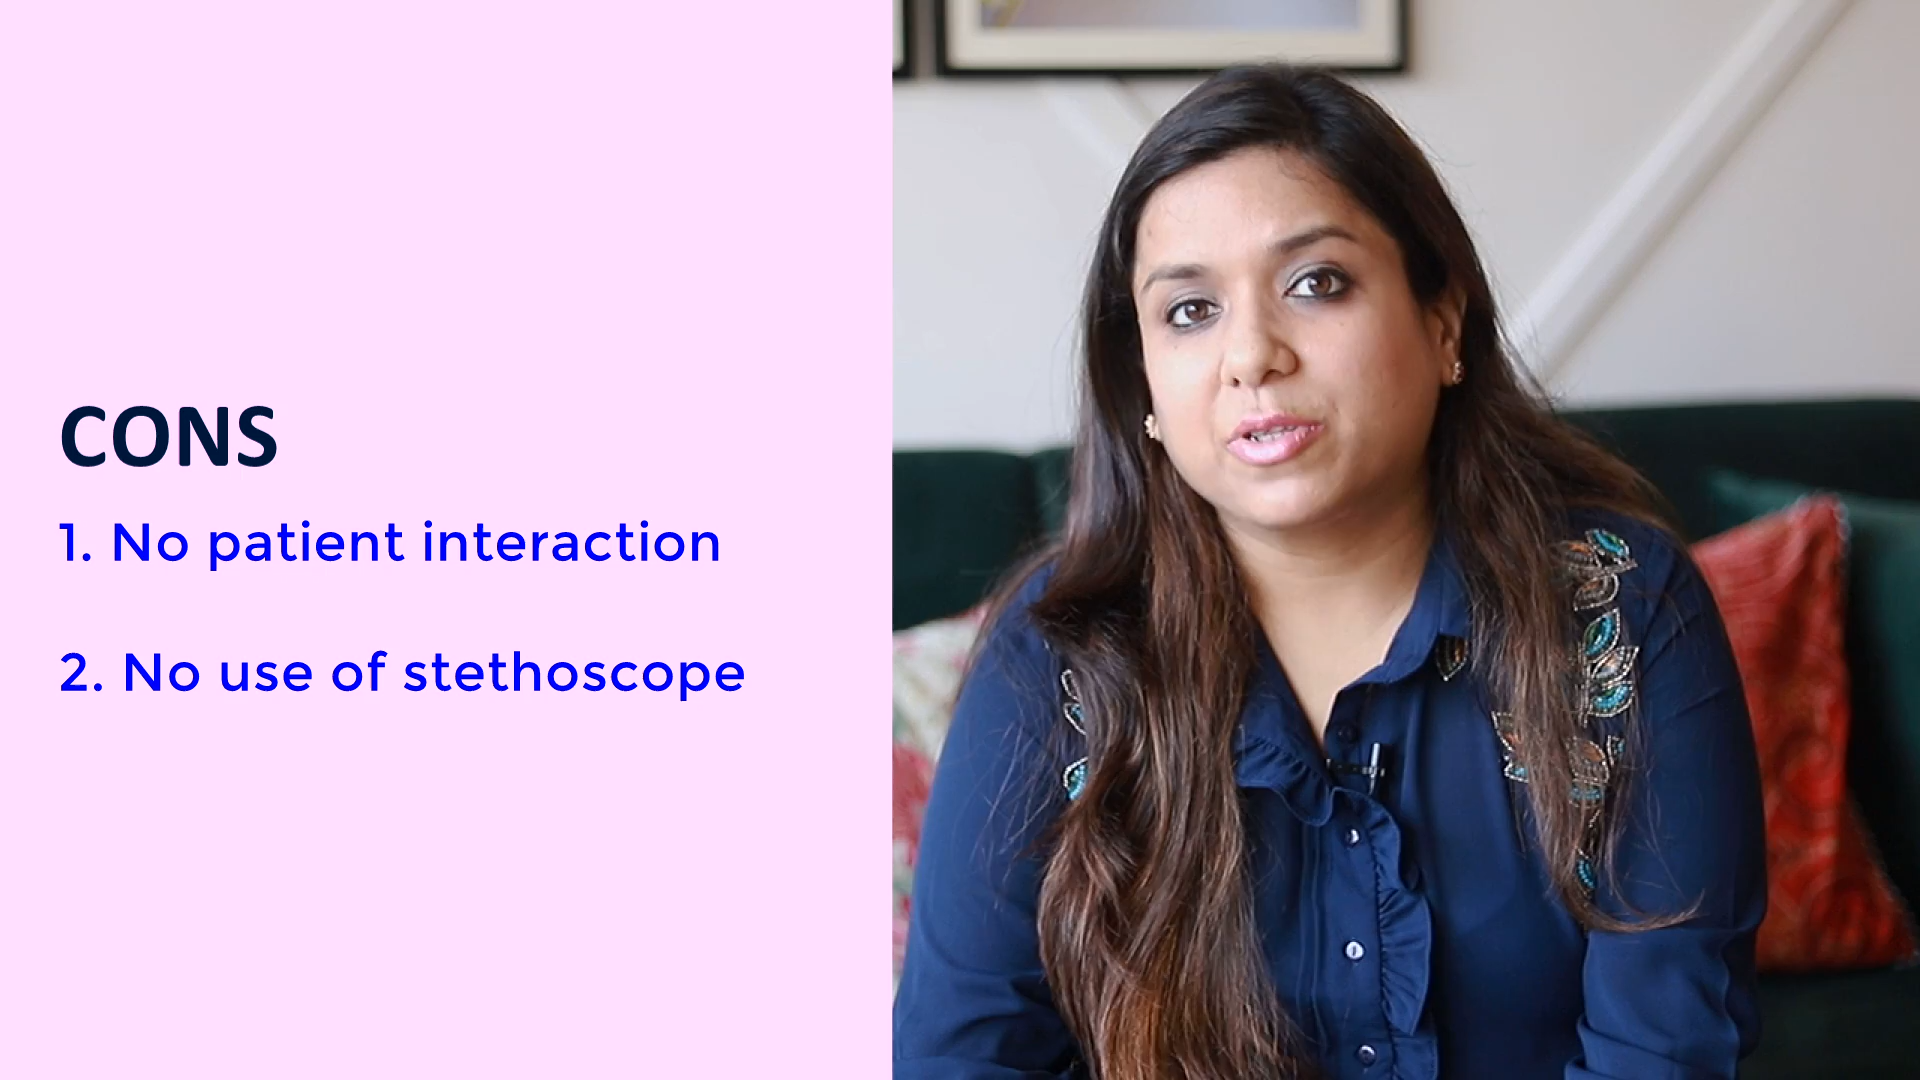 CONS
1. No patient interaction
2. No use of stethoscope